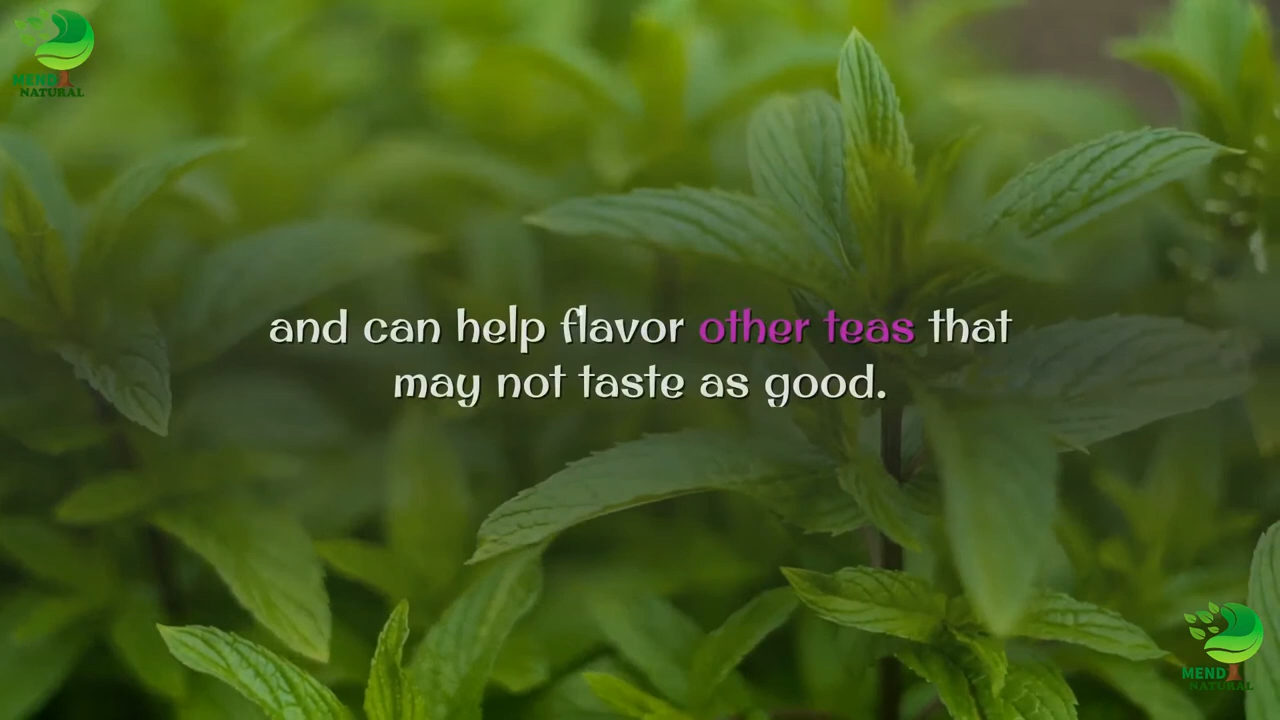 MEND
NATURAL
and can help flavor other teas that
may not taste as good.
MEND
NATURAL